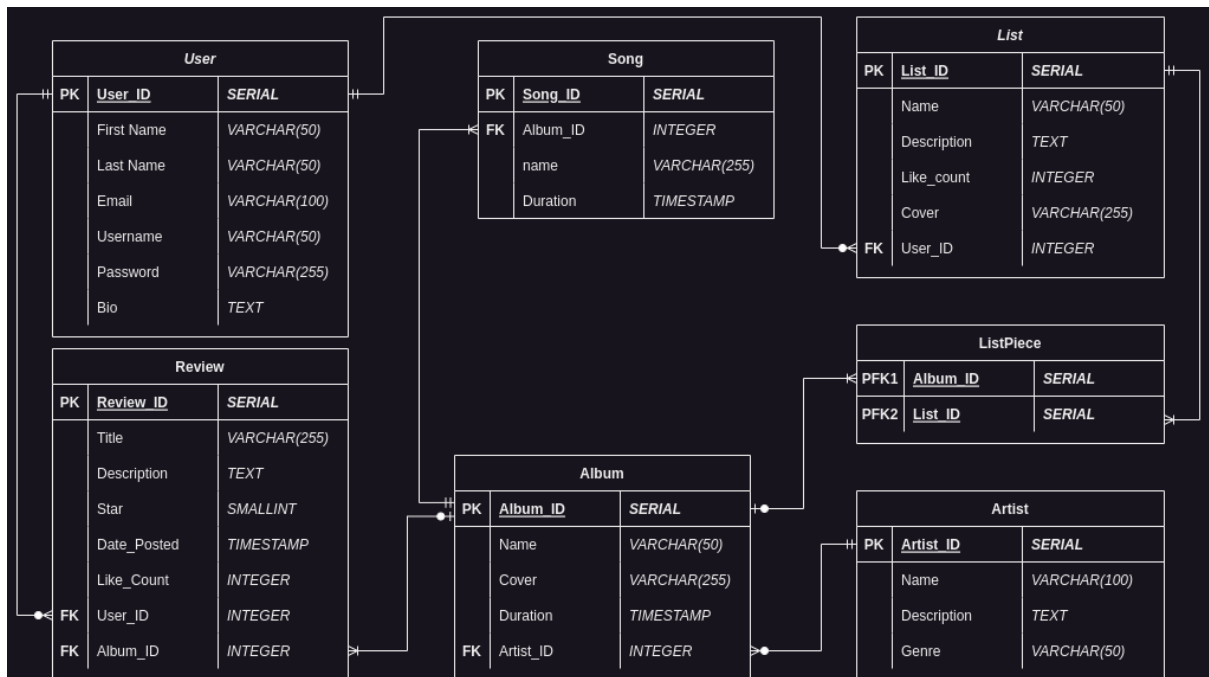 User
PK User_ID SERIAL
First Name VARCHAR(50)
Last Name VARCHAR(50)
Email VARCHAR(100)
Username VARCHAR(50)
Password VARCHAR(255)
Bio TEXT
Song
PK Song_ID SERIAL
FK Album_ID INTEGER
name VARCHAR(255)
Duration TIMESTAMP
List
PK List_ID SERIAL
Name VARCHAR(50)
Description TEXT
Like_count INTEGER
Cover VARCHAR(255)
FK User_ID INTEGER
ListPiece
PFK1 Album_ID SERIAL
PFK2 List_ID SERIAL
Review
PK Review_ID SERIAL
Title VARCHAR(255)
Description TEXT
Star SMALLINT
Date_Posted TIMESTAMP
Like_Count INTEGER
FK User_ID INTEGER
FK Album_ID INTEGER
Album
PK Album_ID SERIAL
Name VARCHAR(50)
Cover VARCHAR(255)
Duration TIMESTAMP
FK Artist_ID INTEGER
Artist
PK Artist_ID SERIAL
Name VARCHAR(100)
Description TEXT
Genre VARCHAR(50)